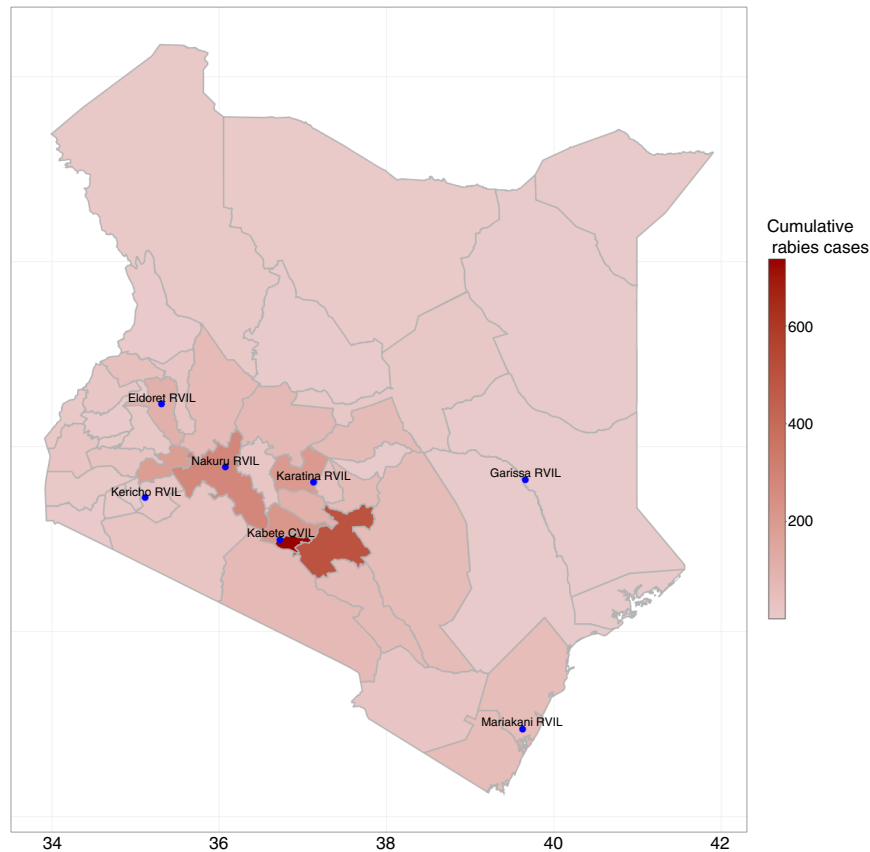 Cumulative
rabies cases
600
400
200
Eldoret RVIL
Nakuru RVIL
Karatina RVIL
Garissa RVIL
Kericho RVIL
Kabete CVIL
Mariakani RVIL
34
36
38
40
42